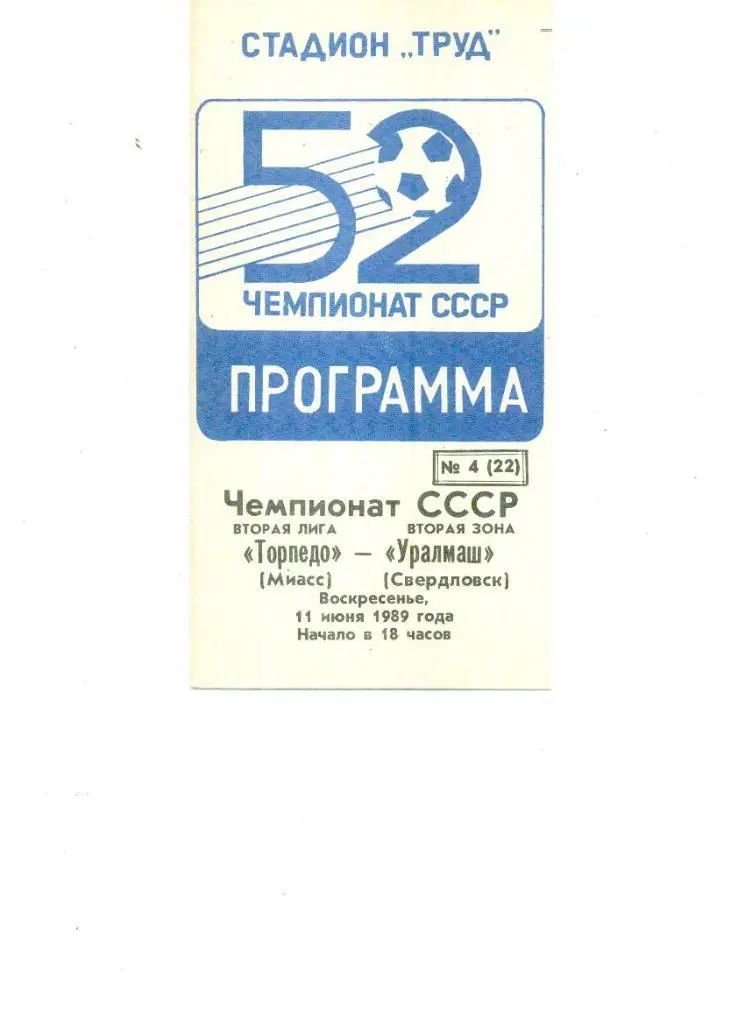 СТАДИОН „ТРУД”
52
ЧЕМПИОНАТ СССР
ПРОГРАММА
№ 4 (22)
Чемпионат СССР
ВТОРАЯ ЛИГА ВТОРАЯ ЗОНА
«Торпедо» — «Уралмаш»
(Миасс) (Свердловск)
Воскресенье,
11 июня 1989 года
Начало в 18 часов